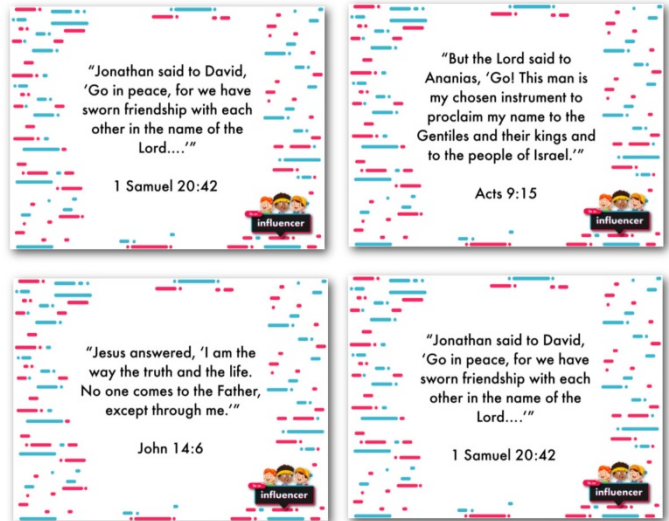 “Jonathan said to David,
‘Go in peace, for we have
sworn friendship with each
other in the name of the
Lord....’”
1 Samuel 20:42
influencer
“But the Lord said to
Ananias, ‘Go! This man is
my chosen instrument to
proclaim my name to the
Gentiles and their kings and
to the people of Israel.’”
Acts 9:15
influencer
“Jesus answered, ‘I am the
way the truth and the life.
No one comes to the Father,
except through me.’”
John 14:6
influencer
“Jonathan said to David,
‘Go in peace, for we have
sworn friendship with each
other in the name of the
Lord....’”
1 Samuel 20:42
influencer